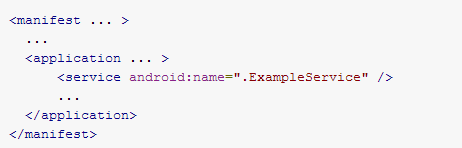 <manifest ... >
  ...
  <application ... >
      <service android:name=".ExampleService" />
      ...
  </application>
</manifest>